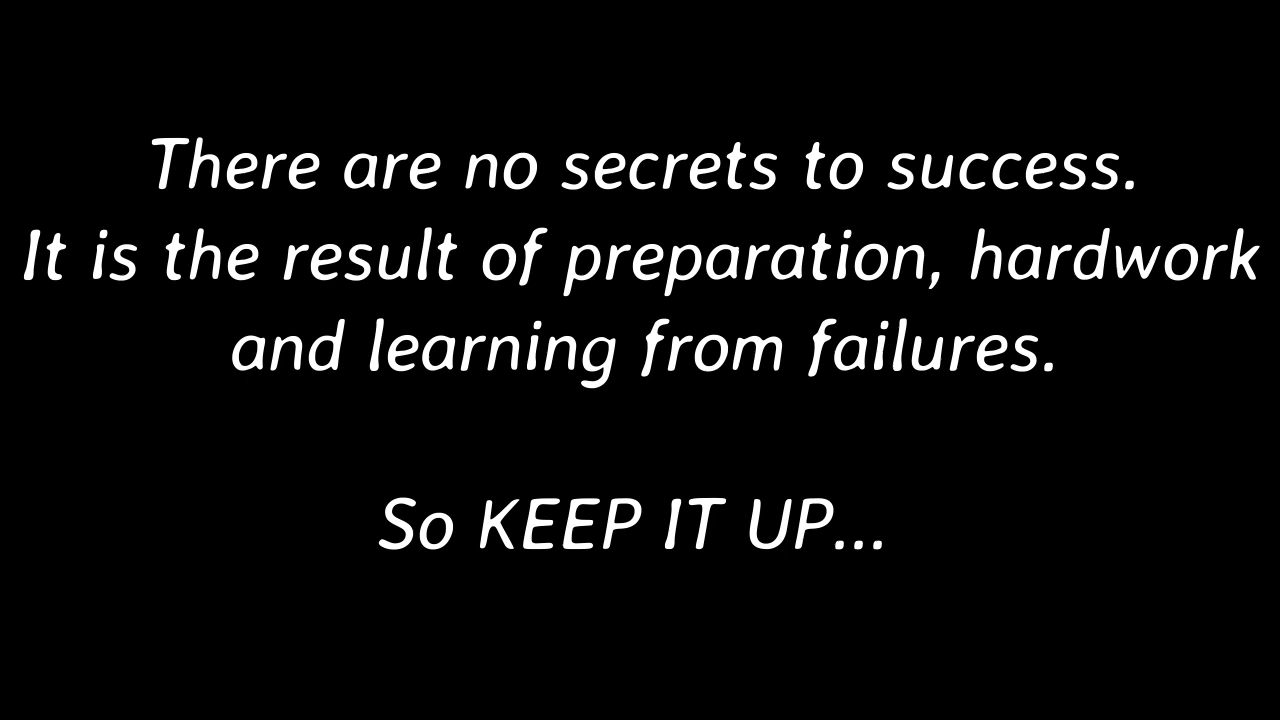 There are no secrets to success.
It is the result of preparation, hardwork
and learning from failures.
So KEEP IT UP...